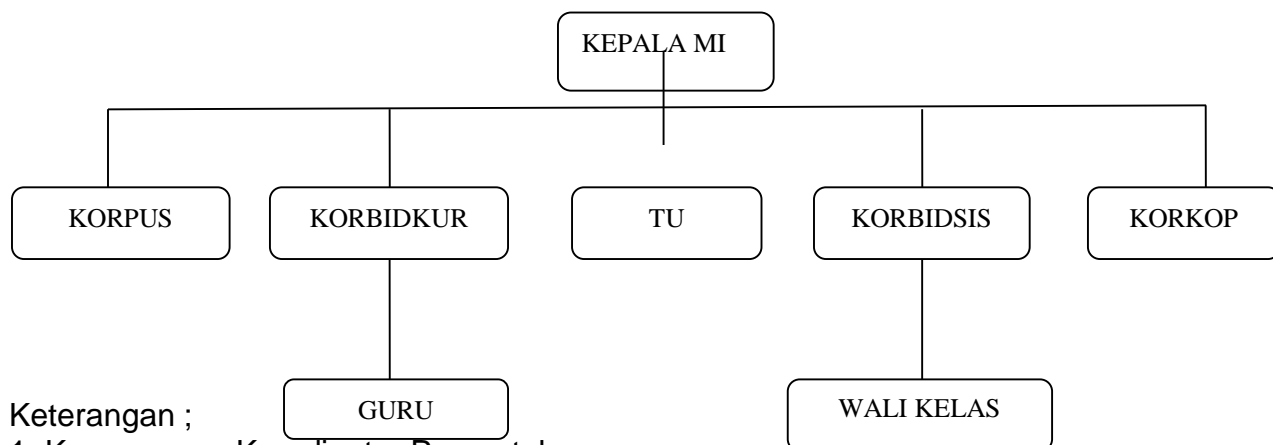 KEPALA MI
KORPUS KORBIDKUR TU KORBIDSIS KORKOP
GURU WALI KELAS
Keterangan ;